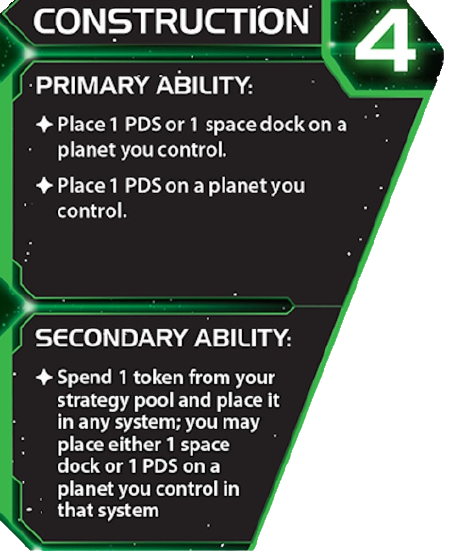 CONSTRUCTION
4
PRIMARY ABILITY:
Place 1 PDS or 1 space dock on a
planet you control.
Place 1 PDS on a planet you
control.
SECONDARY ABILITY:
Spend 1 token from your
strategy pool and place it
in any system; you may
place either 1 space
dock or 1 PDS on a
planet you control in
that system